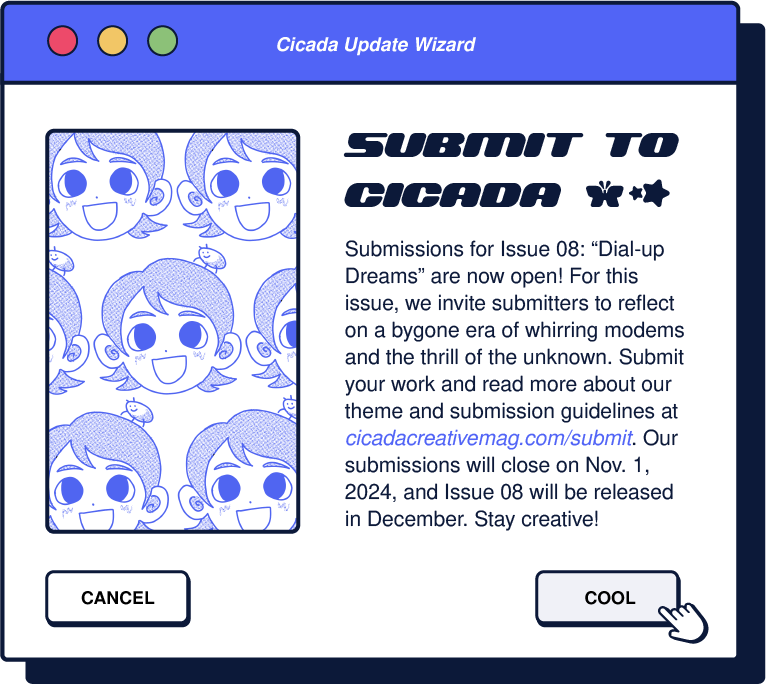 Cicada Update Wizard
SUBMIT TO
CICADA
Submissions for Issue 08: “Dial-up
Dreams” are now open! For this
issue, we invite submitters to reflect
on a bygone era of whirring modems
and the thrill of the unknown. Submit
your work and read more about our
theme and submission guidelines at
cicadacreativemag.com/submit. Our
submissions will close on Nov. 1,
2024, and Issue 08 will be released
in December. Stay creative!
CANCEL
COOL